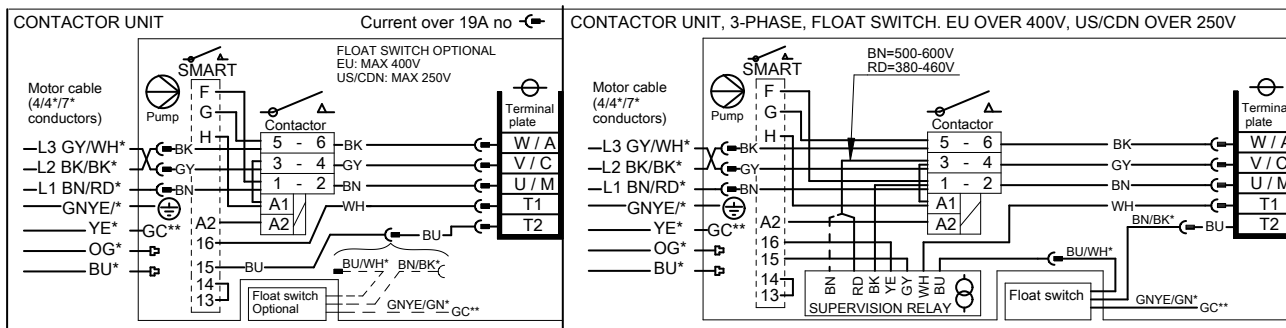 CONTACTOR UNIT
Current over 19A no
FLOAT SWITCH OPTIONAL
EU: MAX 400V
US/CDN: MAX 250V
SMART
Motor cable
(4/4*/7*
conductors)
Pump
F
G
H
Contactor
Terminal
plate
L3 GY/WH*
BK
5 - 6
BK
W / A
L2 BK/BK*
GY
3 - 4
GY
V / C
L1 BN/RD*
BN
1 - 2
BN
U / M
GNYE/*
A1
WH
T1
YE*
GC**
A2
A2
BU
T2
OG*
16
BU*
15
BU
BU/WH*
BN/BK*
14
13
Float switch
Optional
GNYE/GN*
GC**
CONTACTOR UNIT, 3-PHASE, FLOAT SWITCH. EU OVER 400V, US/CDN OVER 250V
BN=500-600V
RD=380-460V
SMART
Motor cable
(4/4*/7*
conductors)
Pump
F
G
H
Contactor
Terminal
plate
L3 GY/WH*
BK
5 - 6
BK
W / A
L2 BK/BK*
GY
3 - 4
GY
V / C
L1 BN/RD*
BN
1 - 2
BN
U / M
GNYE/*
A1
WH
T1
YE*
GC**
A2
A2
BN/BK*
BU
T2
OG*
16
BU*
15
BU/WH*
14
13
BN
RD
BK
YE
GY
WH
BU
SUPERVISION RELAY
Float switch
GNYE/GN*
GC**